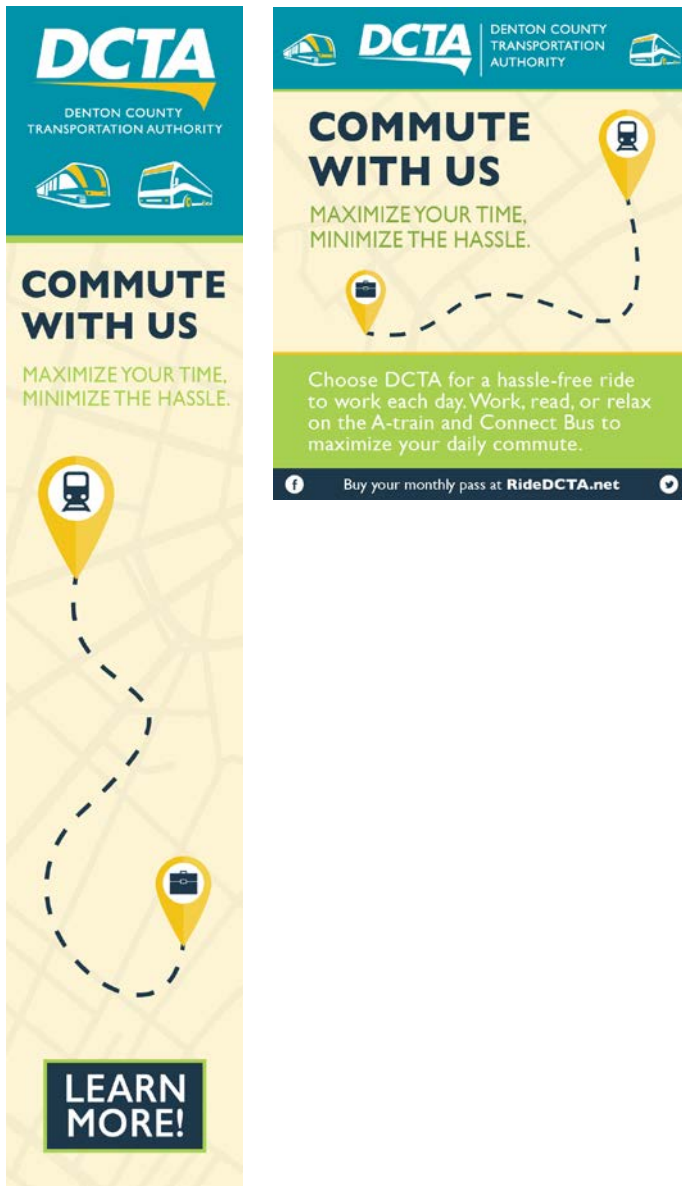 DCTA
DENTON COUNTY
TRANSPORTATION AUTHORITY
COMMUTE
WITH US
MAXIMIZE YOUR TIME,
MINIMIZE THE HASSLE.
LEARN
MORE!
DCTA
DENTON COUNTY
TRANSPORTATION
AUTHORITY
COMMUTE
WITH US
MAXIMIZE YOUR TIME,
MINIMIZE THE HASSLE.
Choose DCTA for a hassle-free ride
to work each day. Work, read, or relax
on the A-train and Connect Bus to
maximize your daily commute.
f Buy your monthly pass at RideDCTA.net